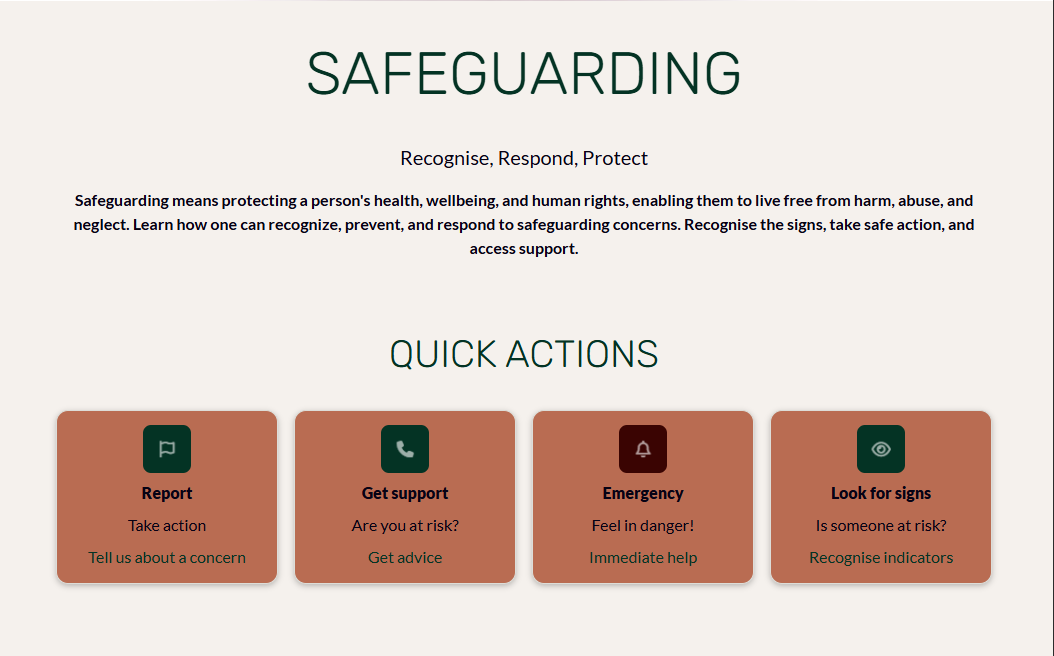 SAFEGUARDING
Recognise, Respond, Protect
Safeguarding means protecting a person's health, wellbeing, and human rights, enabling them to live free from harm, abuse, and
neglect. Learn how one can recognize, prevent, and respond to safeguarding concerns. Recognise the signs, take safe action, and
access support.
QUICK ACTIONS
Report
Take action
Tell us about a concern
Get support
Are you at risk?
Get advice
Emergency
Feel in danger!
Immediate help
Look for signs
Is someone at risk?
Recognise indicators